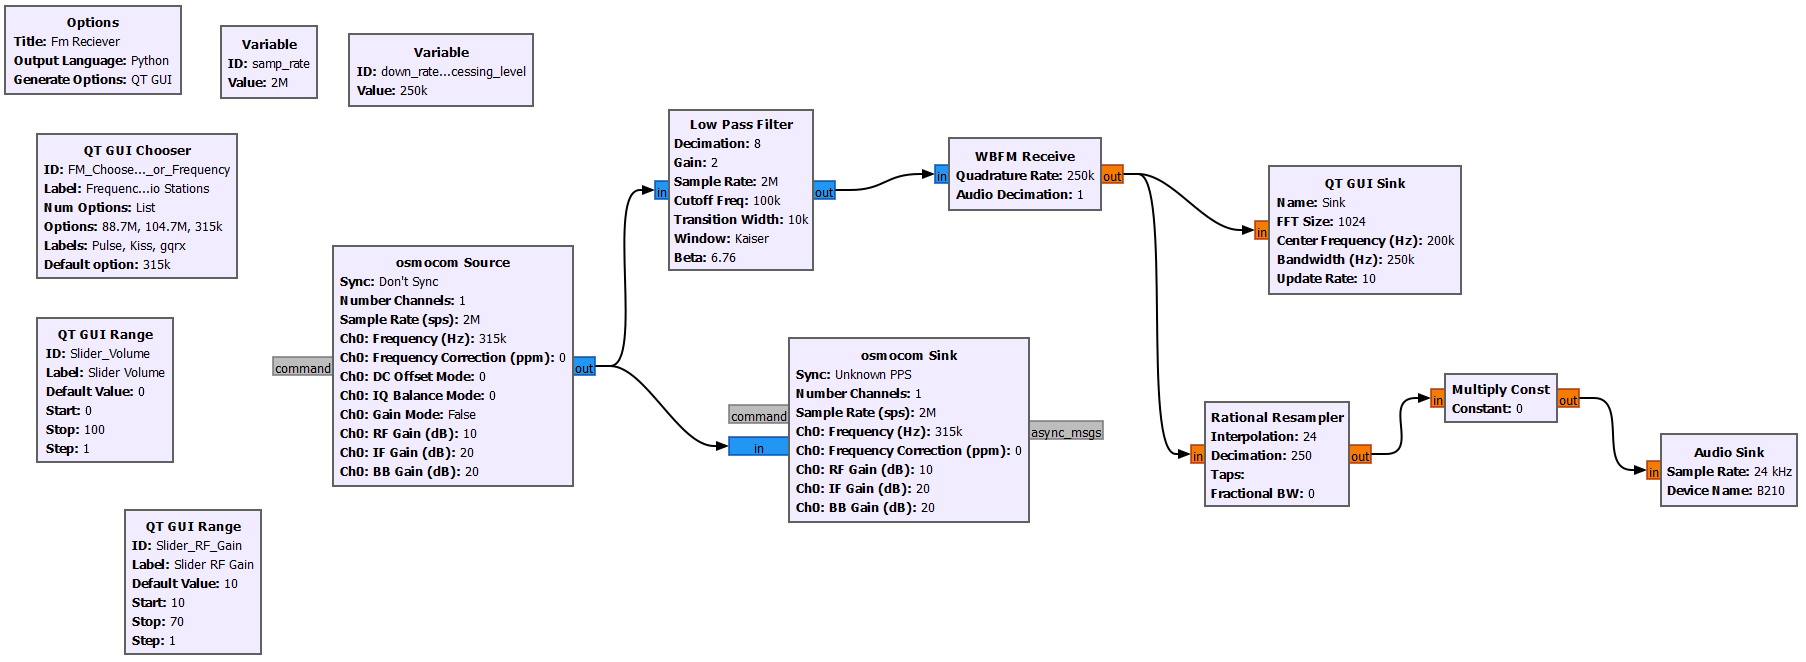 Options
Title: Fm Reciever
Output Language: Python
Generate Options: QT GUI
Variable
ID: samp_rate
Value: 2M
Variable
ID: down_rate...cessing_level
Value: 250k
QT GUI Chooser
ID: FM_Choose..._or_Frequency
Label: Frequenc...io Stations
Num Options: List
Options: 88.7M, 104.7M, 315k
Labels: Pulse, Kiss, gqrx
Default option: 315k
QT GUI Range
ID: Slider_Volume
Label: Slider Volume
Default Value: 0
Start: 0
Stop: 100
Step: 1
QT GUI Range
ID: Slider_RF_Gain
Label: Slider RF Gain
Default Value: 10
Start: 10
Stop: 70
Step: 1
osmocom Source
Sync: Don't Sync
Number Channels: 1
Sample Rate (sps): 2M
Ch0: Frequency (Hz): 315k
Ch0: Frequency Correction (ppm): 0
Ch0: DC Offset Mode: 0
Ch0: IQ Balance Mode: 0
Ch0: Gain Mode: False
Ch0: RF Gain (dB): 10
Ch0: IF Gain (dB): 20
Ch0: BB Gain (dB): 20
command
out
Low Pass Filter
Decimation: 8
Gain: 2
Sample Rate: 2M
Cutoff Freq: 100k
Transition Width: 10k
Window: Kaiser
Beta: 6.76
in
out
osmocom Sink
Sync: Unknown PPS
Number Channels: 1
Sample Rate (sps): 2M
Ch0: Frequency (Hz): 315k
Ch0: Frequency Correction (ppm): 0
Ch0: RF Gain (dB): 10
Ch0: IF Gain (dB): 20
Ch0: BB Gain (dB): 20
command
in
async_msgs
WBFM Receive
Quadrature Rate: 250k
Audio Decimation: 1
in
out
QT GUI Sink
Name: Sink
FFT Size: 1024
Center Frequency (Hz): 200k
Bandwidth (Hz): 250k
Update Rate: 10
in
Rational Resampler
Interpolation: 24
Decimation: 250
Taps:
Fractional BW: 0
in
out
Multiply Const
Constant: 0
in
out
Audio Sink
Sample Rate: 24 kHz
Device Name: B210
in